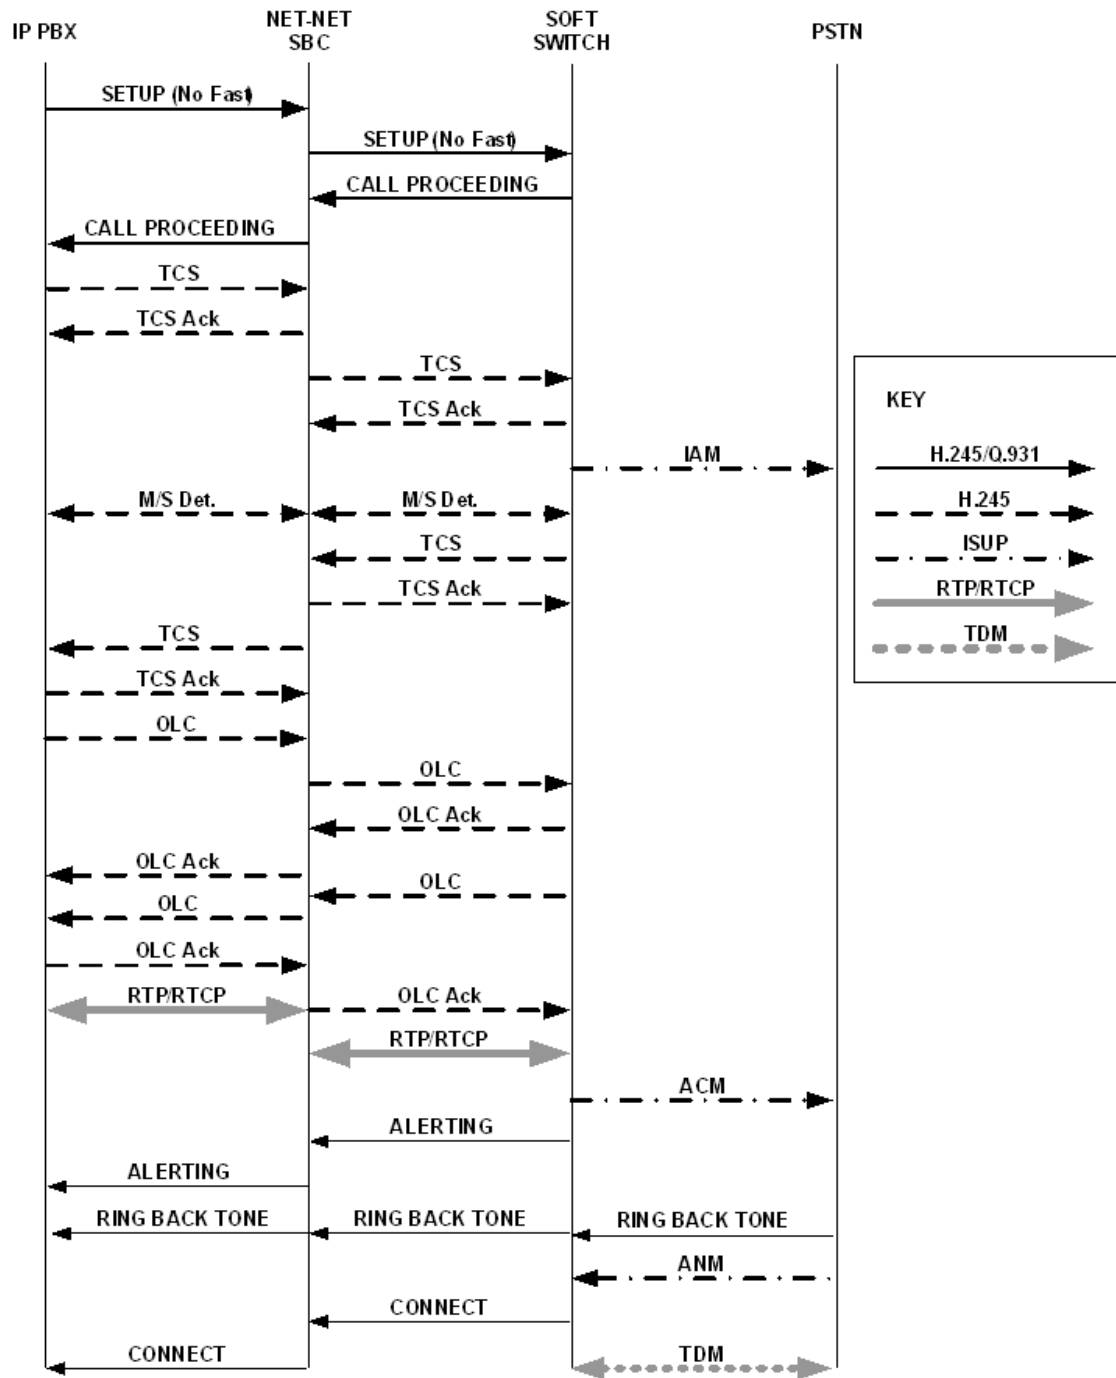 IP PBX
NET-NET
SBC
SOFT
SWITCH
PSTN
SETUP (No Fast)
SETUP (No Fast)
CALL PROCEEDING
CALL PROCEEDING
TCS
TCS Ack
TCS
TCS Ack
IAM
M/S Det.
M/S Det.
TCS
TCS Ack
TCS
TCS Ack
OLC
OLC
OLC Ack
OLC Ack
OLC
OLC
OLC Ack
RTP/RTCP
OLC Ack
RTP/RTCP
ACM
ALERTING
ALERTING
RING BACK TONE
RING BACK TONE
RING BACK TONE
ANM
CONNECT
CONNECT
TDM
KEY
H.245/Q.931
H.245
ISUP
RTP/RTCP
TDM